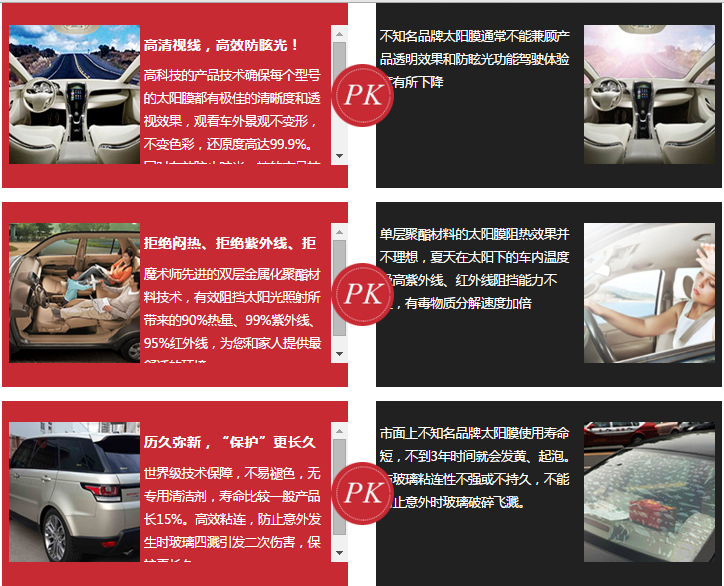 高清视线，高效防眩光！
高科技的产品技术确保每个型号
的太阳膜都有极佳的清晰度和透
视效果，观看车外景观不变形，
不变色彩，还原度高达99.9%。
PK
不知名品牌太阳膜通常不能兼顾产
品透明效果和防眩光功能驾驶体验
有所下降
拒绝闷热、拒绝紫外线、拒
魔术师先进的双层金属化聚酯材
料技术，有效阻挡太阳光照射所
带来的90%热量、99%紫外线、
95%红外线，为您和家人提供最
PK
单层聚酯材料的太阳膜阻热效果并
不理想，夏天在太阳下的车内温度
高紫外线、红外线阻挡能力不
，有毒物质分解速度加倍
历久弥新，“保护”更长久
世界级技术保障，不易褪色，无
专用清洁剂，寿命比较一般产品
长15%。高效粘连，防止意外发
生时玻璃四溅引发二次伤害，保
PK
市面上不知名品牌太阳膜使用寿命
短，不到3年时间就会发黄、起泡。
玻璃粘连性不强或不持久，不能
止意外时玻璃破碎飞溅。